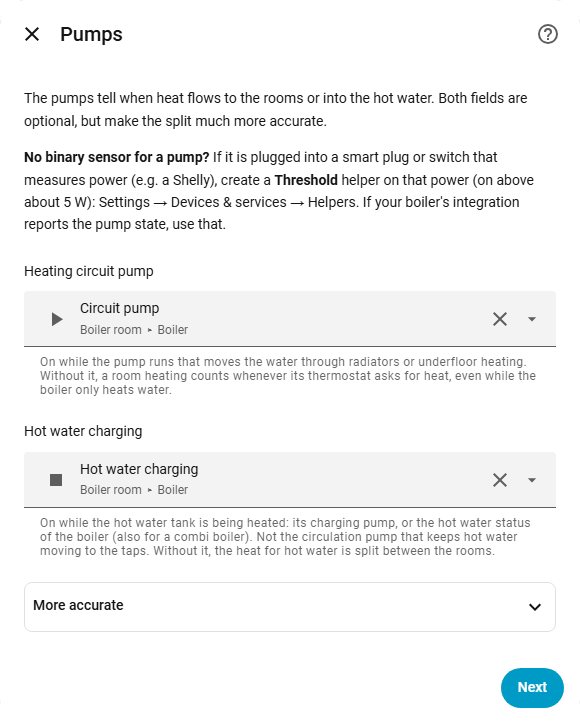 Pumps
The pumps tell when heat flows to the rooms or into the hot water. Both fields are
optional, but make the split much more accurate.
No binary sensor for a pump? If it is plugged into a smart plug or switch that
measures power (e.g. a Shelly), create a Threshold helper on that power (on above
about 5 W): Settings → Devices & services → Helpers. If your boiler's integration
reports the pump state, use that.
Heating circuit pump
Circuit pump
Boiler room ▸ Boiler
On while the pump runs that moves the water through radiators or underfloor heating.
Without it, a room heating counts whenever its thermostat asks for heat, even while the
boiler only heats water.
Hot water charging
Hot water charging
Boiler room ▸ Boiler
On while the hot water tank is being heated: its charging pump, or the hot water status
of the boiler (also for a combi boiler). Not the circulation pump that keeps hot water
moving to the taps. Without it, the heat for hot water is split between the rooms.
More accurate
Next